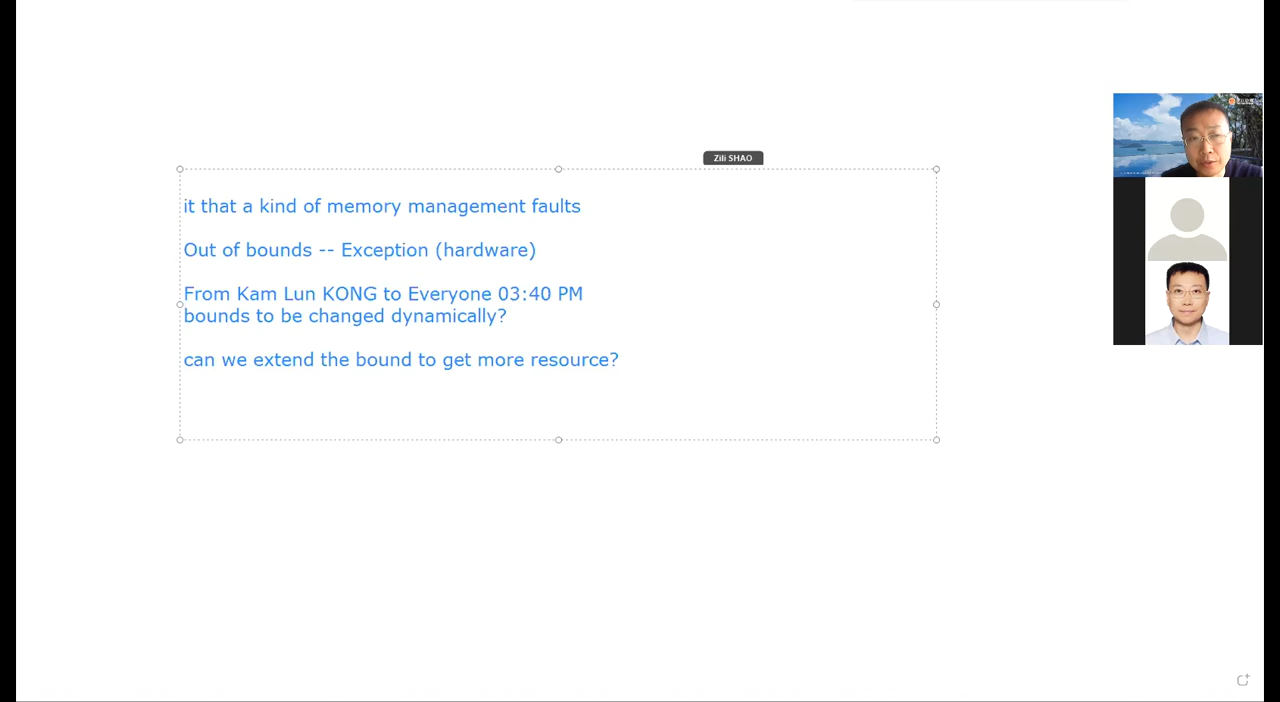 Zili SHAO
it that a kind of memory management faults
Out of bounds -- Exception (hardware)
From Kam Lun KONG to Everyone 03:40 PM
bounds to be changed dynamically?
can we extend the bound to get more resource?